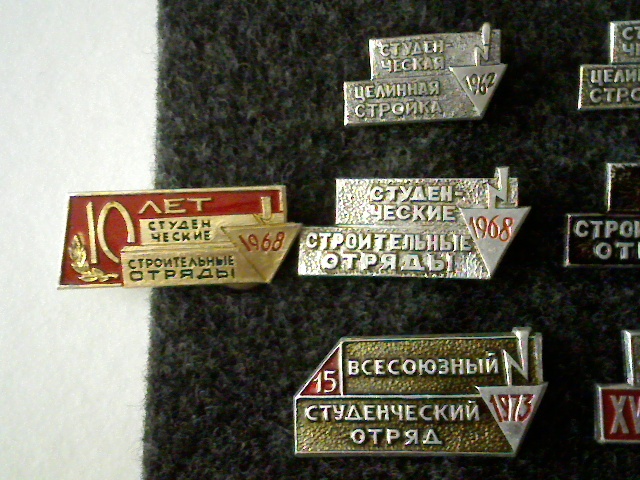 СТУДЕН
ЧЕСКАЯ
ЦЕЛИННАЯ
СТРОЙКА
1962
10 ЛЕТ
СТУДЕН
ЧЕСКИЕ
СТРОИТЕЛЬНЫЕ
ОТРЯДЫ
1968
СТУДЕН-
ЧЕСКИЕ
СТРОИТЕЛЬНЫЕ
ОТРЯДЫ
1968
15 ВСЕСОЮЗНЫЙ
СТУДЕНЧЕСКИЙ
ОТРЯД
1973
XV